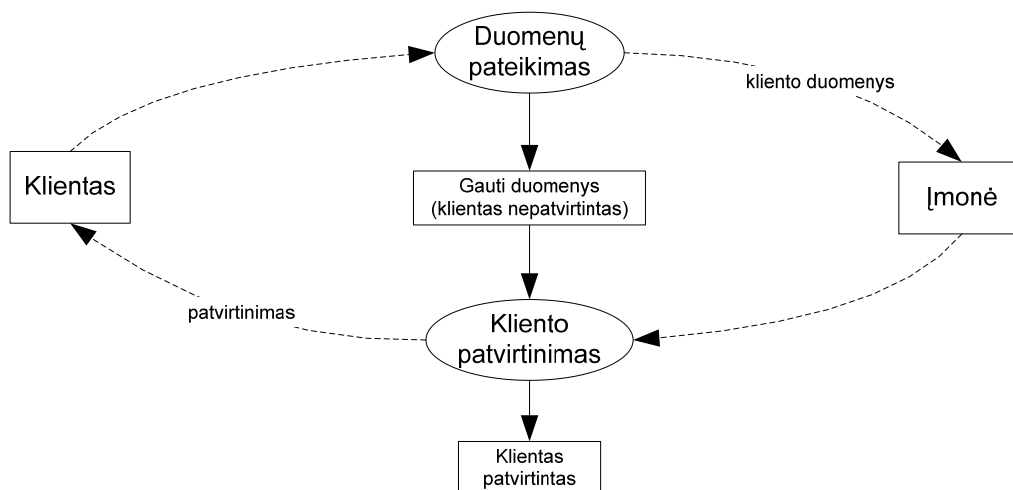 Duomenų
pateikimas
kliento duomenys
Klientas
Gauti duomenys
(klientas nepatvirtintas)
Įmonė
patvirtinimas
Kliento
patvirtinimas
Klientas
patvirtintas